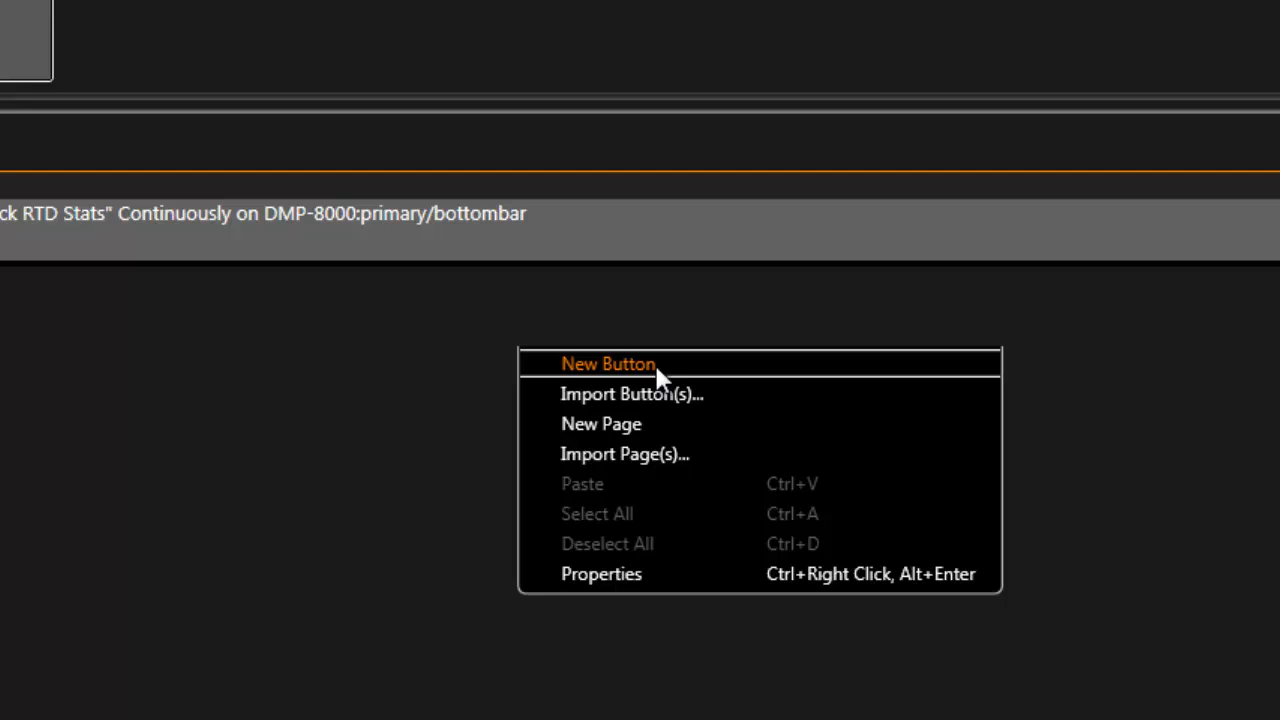 ck RTD Stats" Continuously on DMP-8000:primary/bottombar
New Button
Import Button(s)...
New Page
Import Page(s)...
Paste Ctrl+V
Select All Ctrl+A
Deselect All Ctrl+D
Properties Ctrl+Right Click, Alt+Enter